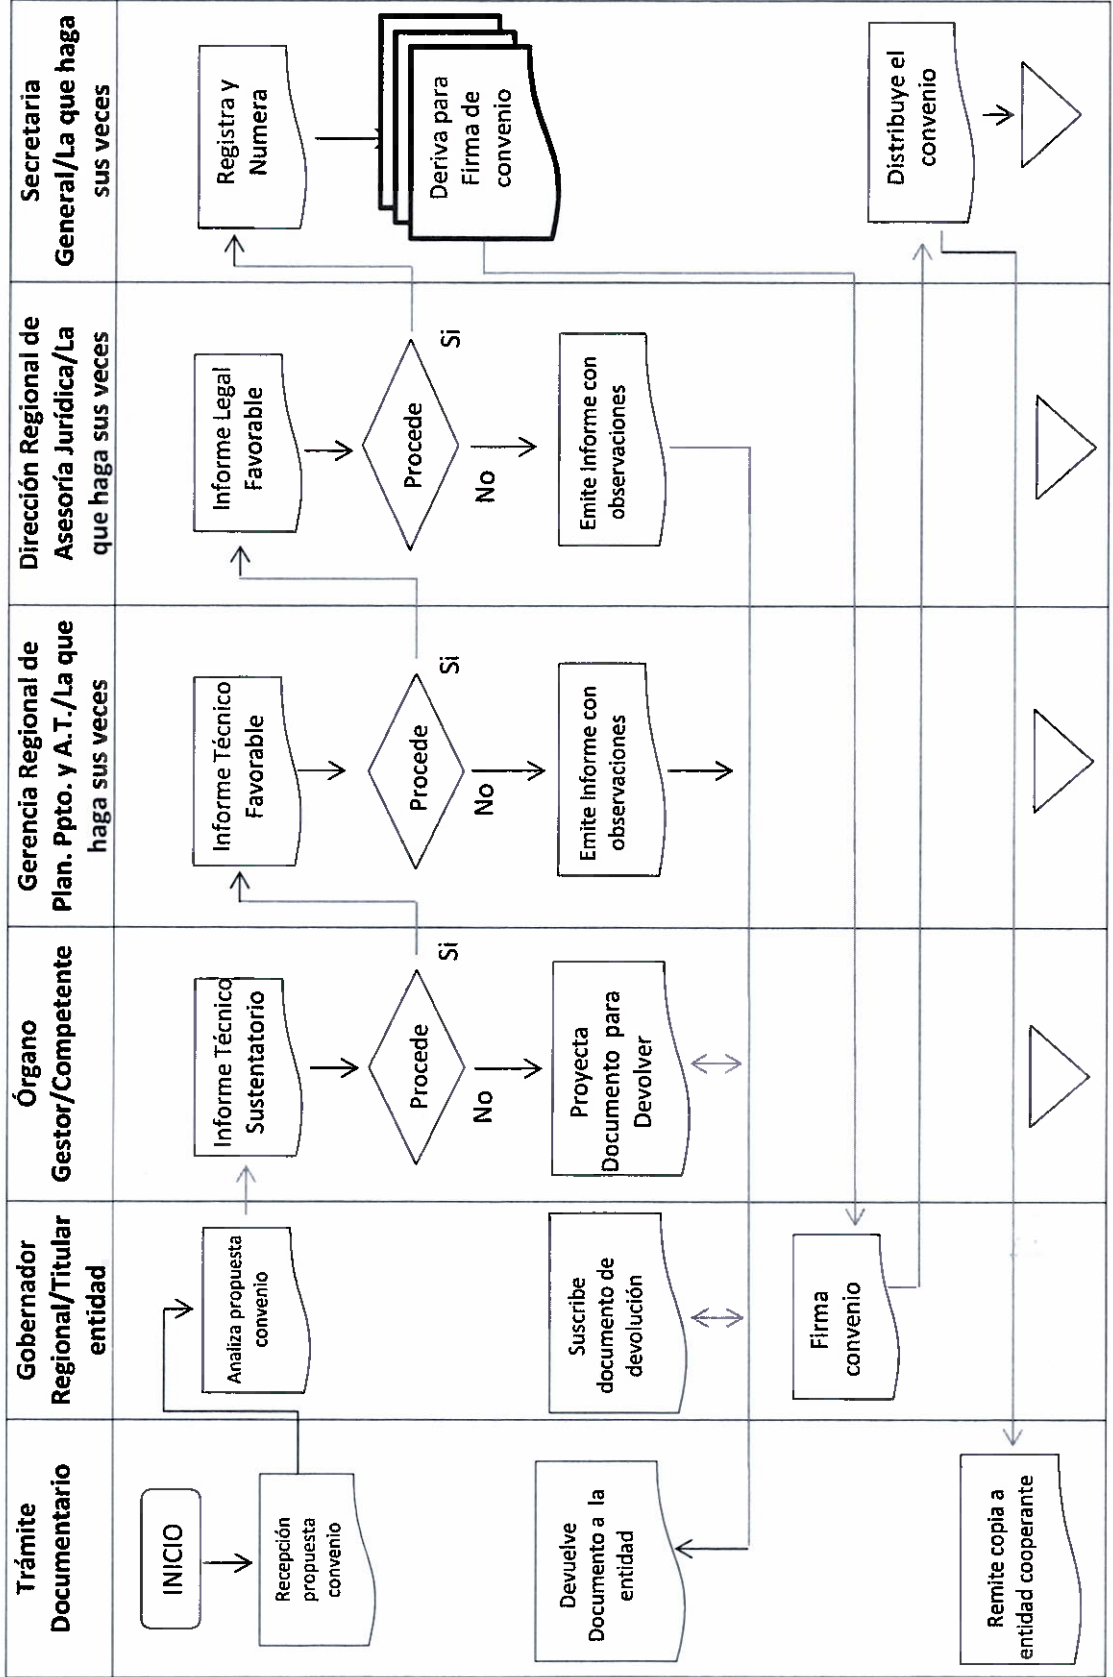 Trámite
Documentario
Gobernador
Regional/Titular
entidad
Órgano
Gestor/Competente
Gerencia Regional de
Plan. Ppto. y A.T./La que
haga sus veces
Dirección Regional de
Asesoría Jurídica/La
que haga sus veces
Secretaria
General/La que haga
sus veces
INICIO
Recepción
propuesta
convenio
Analiza propuesta
convenio
Informe Técnico
Sustentatorio
Informe Técnico
Favorable
Informe Legal
Favorable
Registra y
Numera
Procede
Si
No
Procede
Si
No
Procede
Si
No
Deriva para
Firma de
convenio
Devuelve
Documento a la
entidad
Suscribe
documento de
devolución
Proyecta
Documento para
Devolver
Emite Informe con
observaciones
Emite Informe con
observaciones
Firma
convenio
Distribuye el
convenio
Remite copia a
entidad cooperante